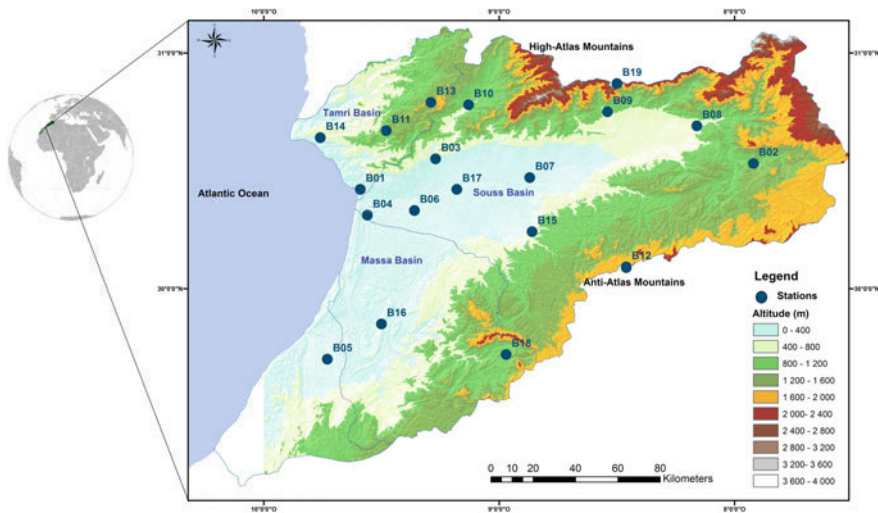 10°0'0"W
9°0'0"W
8°0'0"W
31°0'0"N
31°0'0"N
High-Atlas Mountains
B19
B13
B10
B09
Tamri Basin
B14
B11
B08
B03
B02
B07
B01
B17
Atlantic Ocean
Souss Basin
B04
B06
B15
Massa Basin
B12
Anti-Atlas Mountains
30°0'0"N
30°0'0"N
B16
B18
B05
Legend
Stations
Altitude (m)
0 - 400
400 - 800
800 - 1 200
1 200 - 1 600
1 600 - 2 000
2 000- 2 400
2 400 - 2 800
2 800 - 3 200
3 200- 3 600
3 600 - 4 000
0 10 20 40 60 80
Kilometers
10°0'0"W
9°0'0"W
8°0'0"W